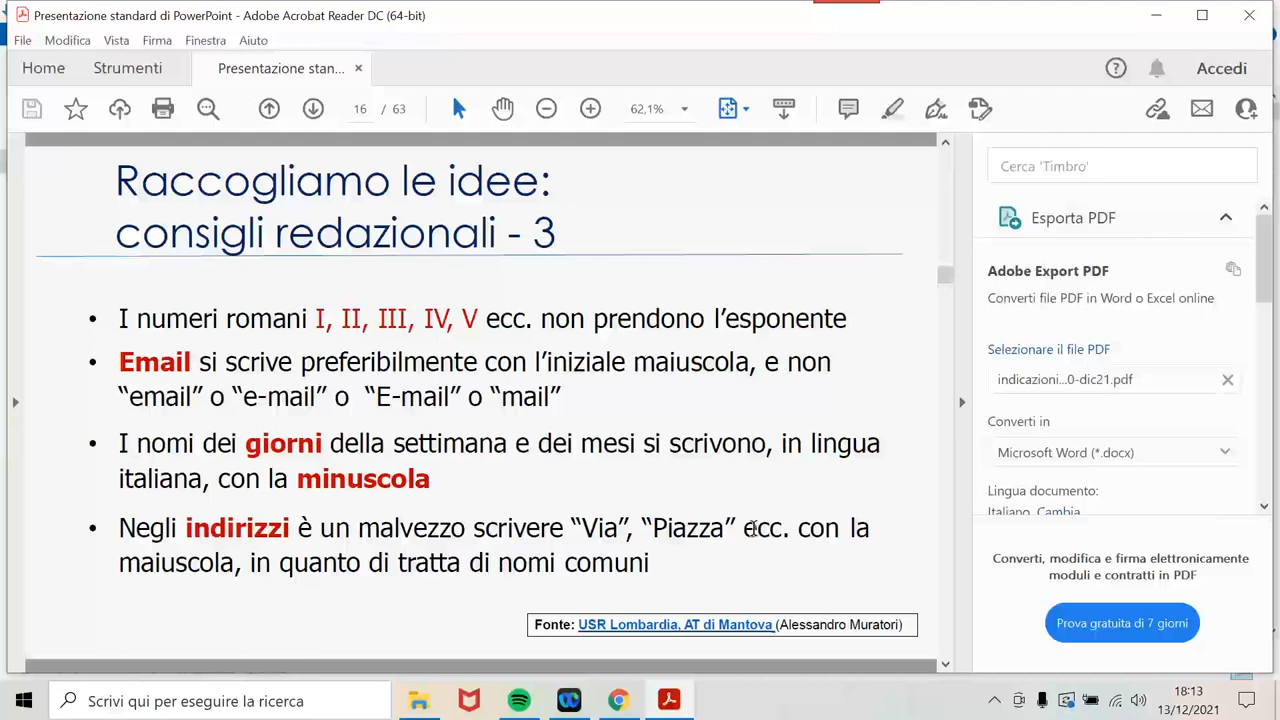 Presentazione standard di PowerPoint - Adobe Acrobat Reader DC (64-bit)
File Modifica Vista Firma Finestra Aiuto
Home Strumenti Presentazione stan... × Accedi
16 / 63 62,1%
Raccogliamo le idee:
consigli redazionali - 3
• I numeri romani I, II, III, IV, V ecc. non prendono l’esponente
• Email si scrive preferibilmente con l’iniziale maiuscola, e non
“email” o “e-mail” o “E-mail” o “mail”
• I nomi dei giorni della settimana e dei mesi si scrivono, in lingua
italiana, con la minuscola
• Negli indirizzi è un malvezzo scrivere “Via”, “Piazza” ecc. con la
maiuscola, in quanto di tratta di nomi comuni
Fonte: USR Lombardia, AT di Mantova (Alessandro Muratori)
Cerca 'Timbro'
Esporta PDF
Adobe Export PDF
Converti file PDF in Word o Excel online
Selezionare il file PDF
indicazioni...0-dic21.pdf
Converti in
Microsoft Word (*.docx)
Lingua documento:
Italiano, Cambia
Converti, modifica e firma elettronicamente
moduli e contratti in PDF
Prova gratuita di 7 giorni
Scrivi qui per eseguire la ricerca
18:13
13/12/2021